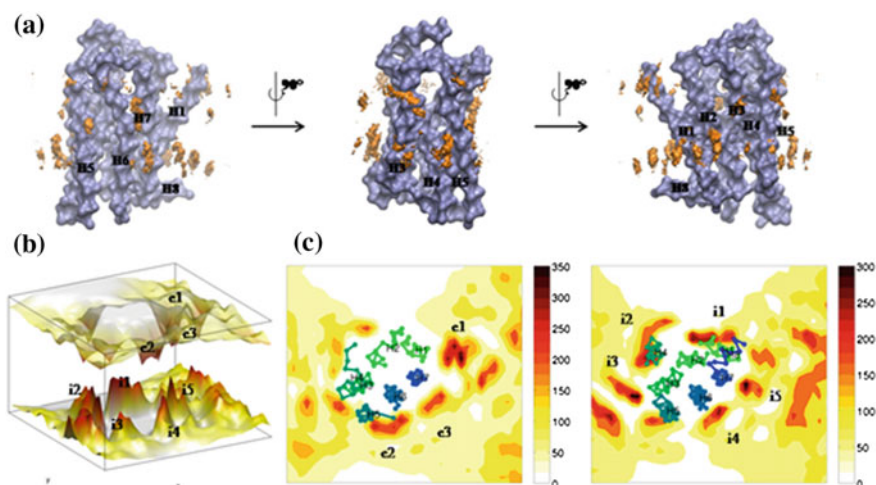 (a)
90°
90°
H7 H1
H5 H6
H8
H3 H4 H5
H2 H3
H1 H4 H5
H8
(b)
e1
e3
e2
i2 i1 i5
i3 i4
y
(c)
e1
e2 e3
350
300
250
200
150
100
50
0
i1
i2
i3
i5
i4
300
250
200
150
100
50
0